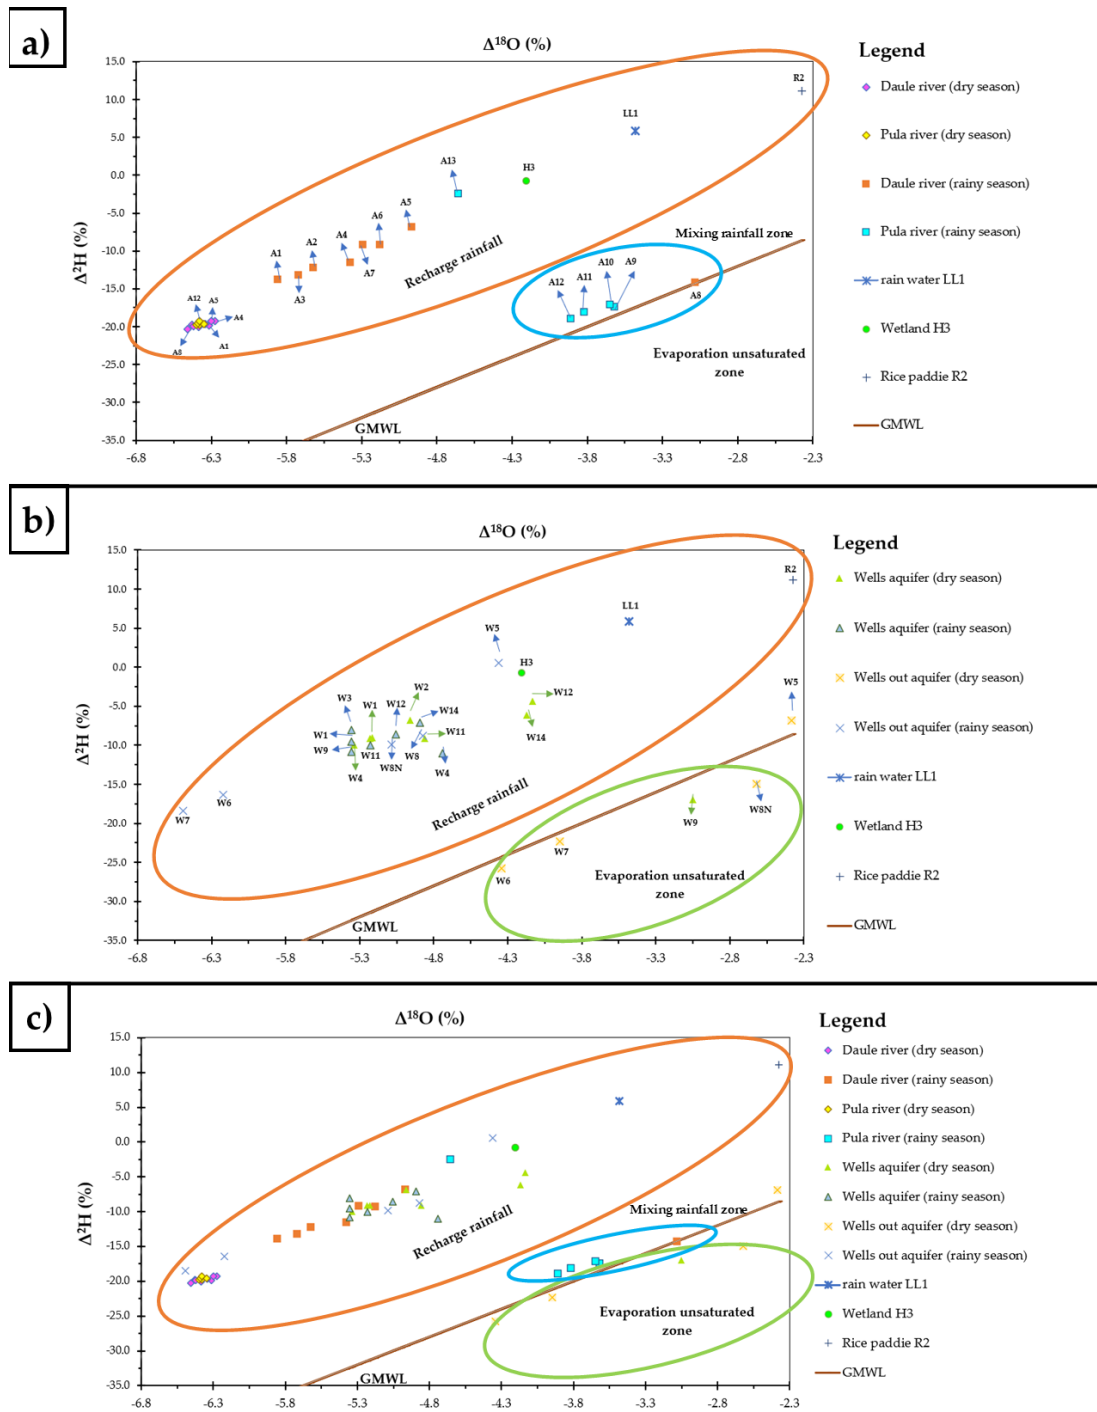 a)
Δ18O (%)
Legend
15.0
10.0
5.0
0.0
-5.0
-10.0
-15.0
-20.0
-25.0
-30.0
-35.0
Δ2H (%)
R2
LL1
A13
H3
A5
A6
A4
A2
A1
A7
A3
Recharge rainfall
Mixing rainfall zone
A12
A11
A10
A9
A8
A12
A5
A4
A8
A1
Evaporation unsaturated
zone
GMWL
-6.8
-6.3
-5.8
-5.3
-4.8
-4.3
-3.8
-3.3
-2.8
-2.3
Daule river (dry season)
Pula river (dry season)
Daule river (rainy season)
Pula river (rainy season)
rain water LL1
Wetland H3
Rice paddie R2
GMWL
b)
Δ18O (%)
Legend
15.0
10.0
5.0
0.0
-5.0
-10.0
-15.0
-20.0
-25.0
-30.0
-35.0
Δ2H (%)
R2
LL1
W5
H3
W5
W3
W1
W12
W2
W14
W12
W1
W11
W14
W9
W4
W11
W8N
W8
W4
W6
W7
Recharge rainfall
W9
W8N
W7
W6
Evaporation unsaturated
zone
GMWL
-6.8
-6.3
-5.8
-5.3
-4.8
-4.3
-3.8
-3.3
-2.8
-2.3
Wells aquifer (dry season)
Wells aquifer (rainy season)
Wells out aquifer (dry season)
Wells out aquifer (rainy season)
rain water LL1
Wetland H3
Rice paddie R2
GMWL
c)
Δ18O (%)
Legend
15.0
10.0
5.0
0.0
-5.0
-10.0
-15.0
-20.0
-25.0
-30.0
-35.0
Δ2H (%)
Recharge rainfall
Mixing rainfall zone
Evaporation unsaturated
zone
GMWL
-6.8
-6.3
-5.8
-5.3
-4.8
-4.3
-3.8
-3.3
-2.8
-2.3
Daule river (dry season)
Daule river (rainy season)
Pula river (dry season)
Pula river (rainy season)
Wells aquifer (dry season)
Wells aquifer (rainy season)
Wells out aquifer (dry season)
Wells out aquifer (rainy season)
rain water LL1
Wetland H3
Rice paddie R2
GMWL